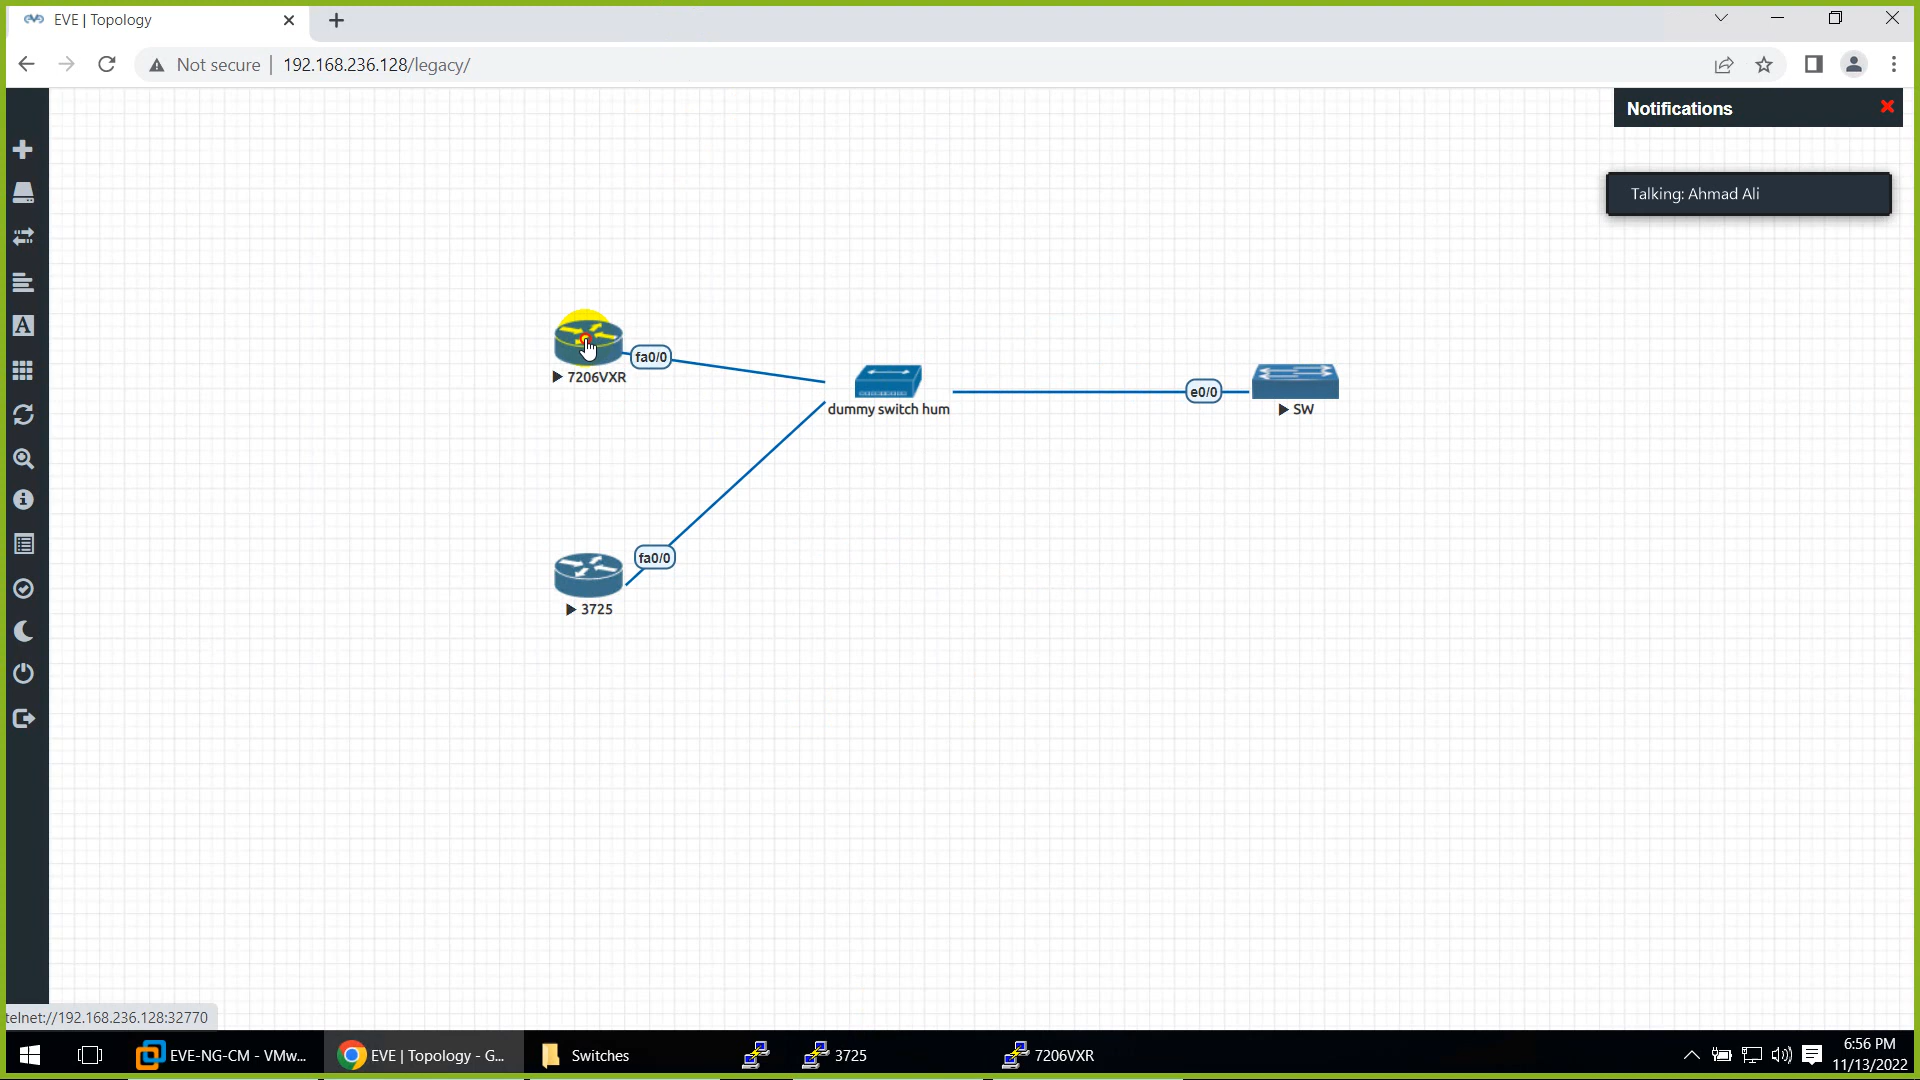 EVE | Topology
Not secure
192.168.236.128/legacy/
Notifications
Talking: Ahmad Ali
fa0/0
7206VXR
dummy switch hum
e0/0
SW
fa0/0
3725
telnet://192.168.236.128:32770
EVE-NG-CM - VMw...
EVE | Topology - G...
Switches
3725
7206VXR
6:56 PM
11/13/2022